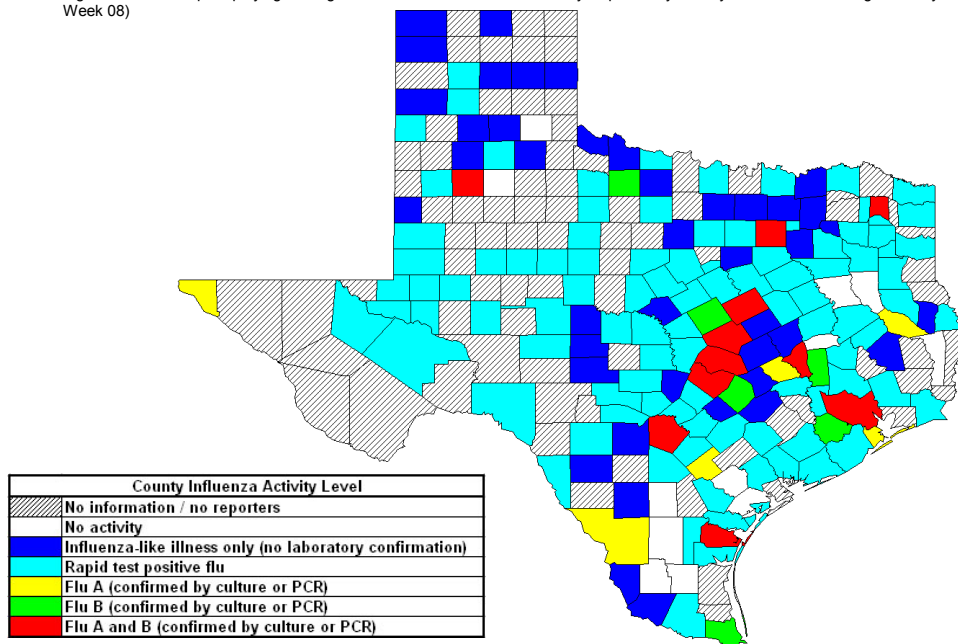 Week 08)
County Influenza Activity Level
No information / no reporters
No activity
Influenza-like illness only (no laboratory confirmation)
Rapid test positive flu
Flu A (confirmed by culture or PCR)
Flu B (confirmed by culture or PCR)
Flu A and B (confirmed by culture or PCR)